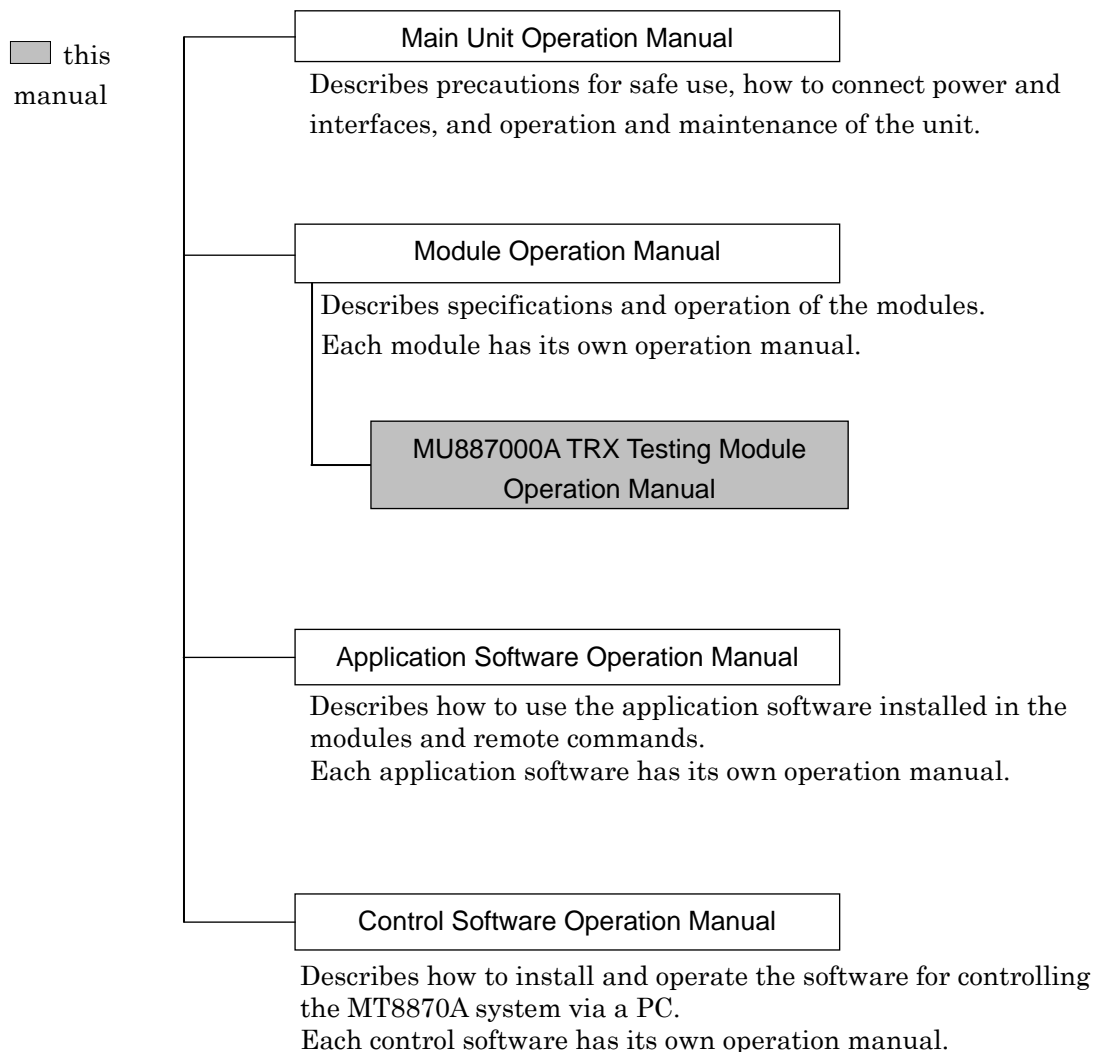 this
manual
Main Unit Operation Manual
Describes precautions for safe use, how to connect power and
interfaces, and operation and maintenance of the unit.
Module Operation Manual
Describes specifications and operation of the modules.
Each module has its own operation manual.
MU887000A TRX Testing Module
Operation Manual
Application Software Operation Manual
Describes how to use the application software installed in the
modules and remote commands.
Each application software has its own operation manual.
Control Software Operation Manual
Describes how to install and operate the software for controlling
the MT8870A system via a PC.
Each control software has its own operation manual.